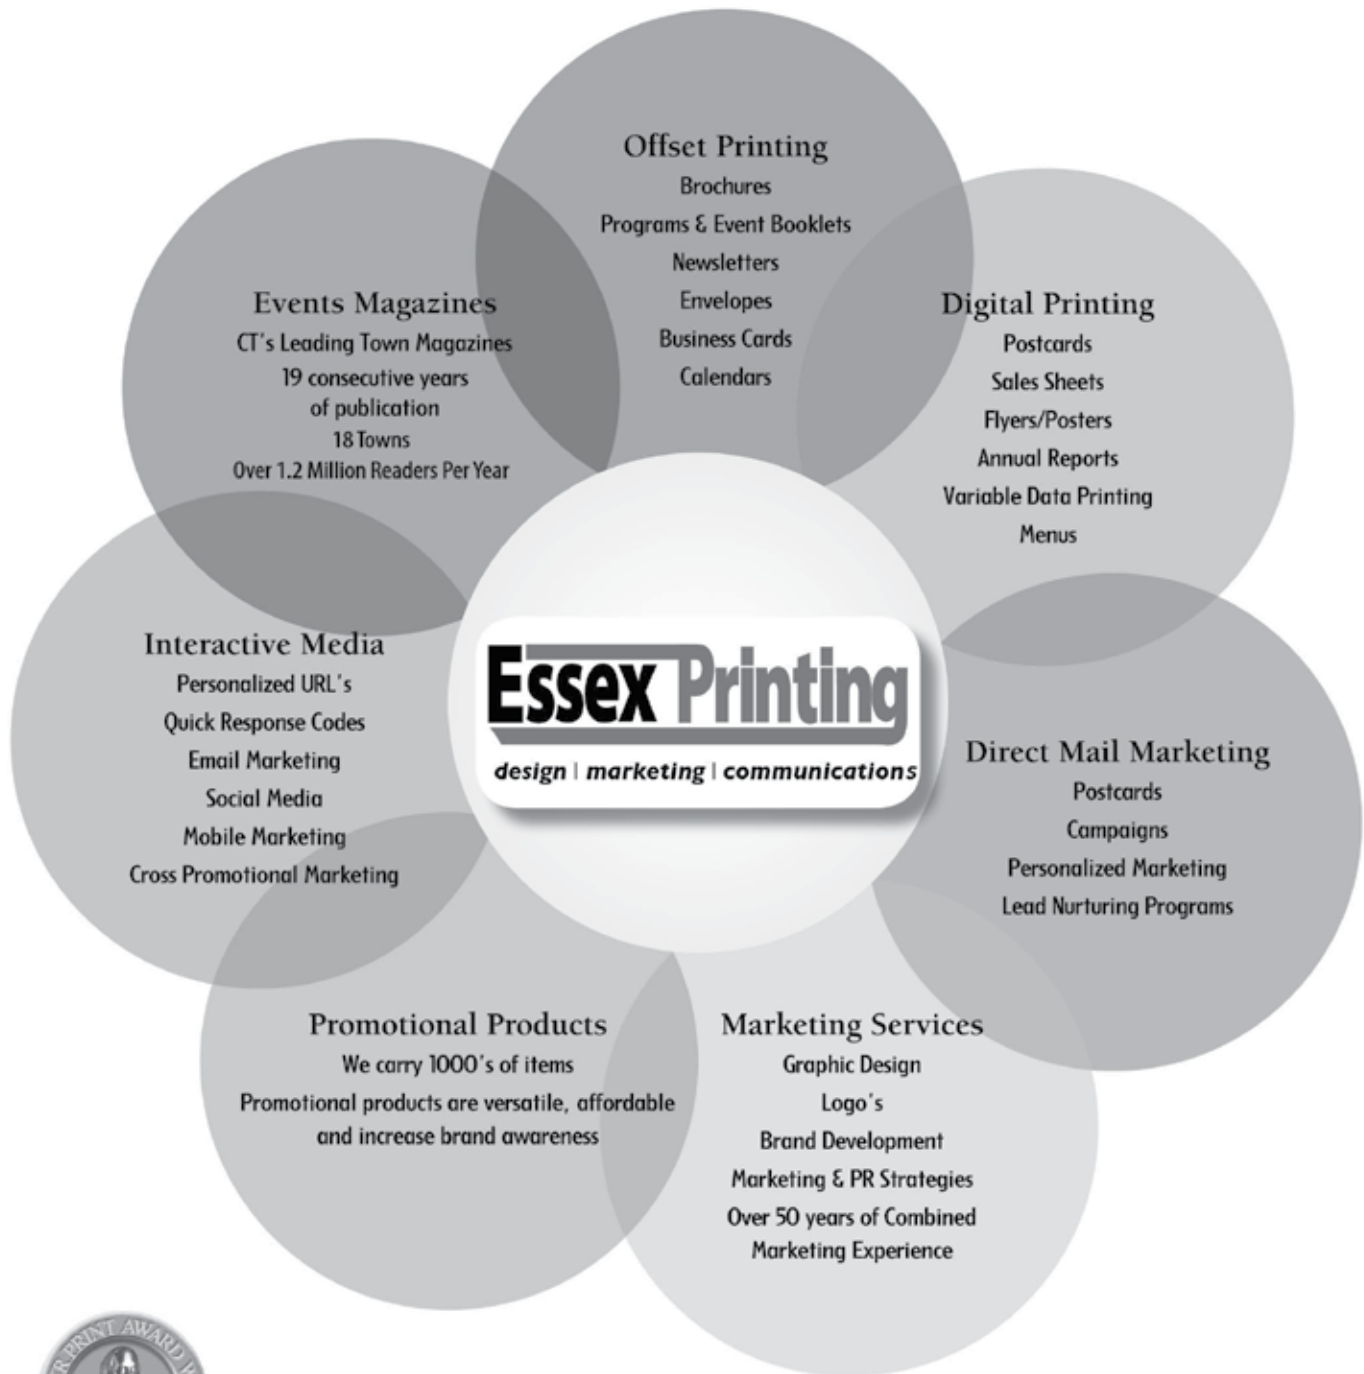 Offset Printing
Brochures
Programs & Event Booklets
Newsletters
Envelopes
Business Cards
Calendars
Events Magazines
CT's Leading Town Magazines
19 consecutive years
of publication
18 Towns
Over 1.2 Million Readers Per Year
Digital Printing
Postcards
Sales Sheets
Flyers/Posters
Annual Reports
Variable Data Printing
Menus
Interactive Media
Personalized URL's
Quick Response Codes
Email Marketing
Social Media
Mobile Marketing
Cross Promotional Marketing
Essex Printing
design | marketing | communications
Direct Mail Marketing
Postcards
Campaigns
Personalized Marketing
Lead Nurturing Programs
Promotional Products
We carry 1000's of items
Promotional products are versatile, affordable
and increase brand awareness
Marketing Services
Graphic Design
Logo's
Brand Development
Marketing & PR Strategies
Over 50 years of Combined
Marketing Experience
PRINT AWARD